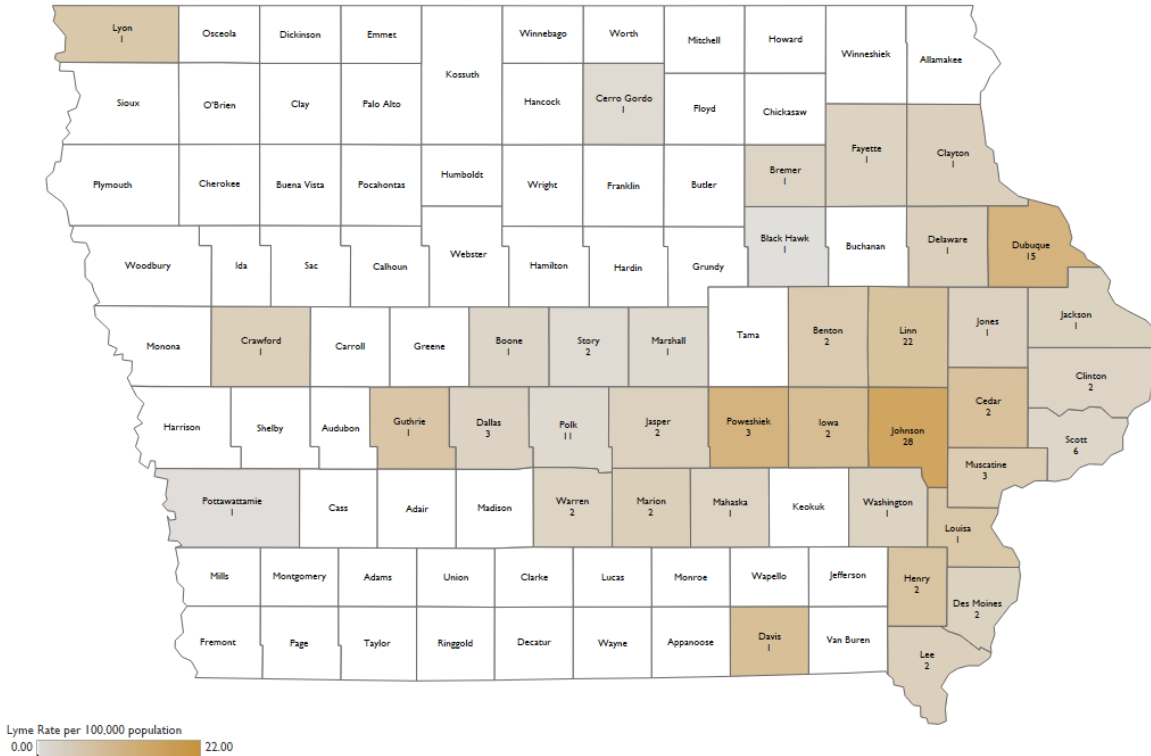 Lyon
1
Osceola
Dickinson
Emmet
Kossuth
Winnebago
Worth
Mitchell
Howard
Winneshiek
Allamakee
Sioux
O'Brien
Clay
Palo Alto
Hancock
Cerro Gordo
1
Floyd
Chickasaw
Fayette
1
Clayton
1
Plymouth
Cherokee
Buena Vista
Pocahontas
Humboldt
Wright
Franklin
Butler
Bremer
1
Woodbury
Ida
Sac
Calhoun
Webster
Hamilton
Hardin
Grundy
Black Hawk
1
Buchanan
Delaware
1
Dubuque
15
Monona
Crawford
1
Carroll
Greene
Boone
1
Story
2
Marshall
1
Tama
Benton
2
Linn
22
Jones
1
Jackson
1
Clinton
2
Harrison
Shelby
Audubon
Guthrie
1
Dallas
3
Polk
11
Jasper
2
Poweshiek
3
Iowa
2
Johnson
28
Cedar
2
Scott
6
Muscatine
3
Pottawattamie
1
Cass
Adair
Madison
Warren
2
Marion
2
Mahaska
1
Keokuk
Washington
1
Louisa
1
Mills
Montgomery
Adams
Union
Clarke
Lucas
Monroe
Wapello
Jefferson
Henry
2
Des Moines
2
Fremont
Page
Taylor
Ringgold
Decatur
Wayne
Appanoose
Davis
1
Van Buren
Lee
2
Lyme Rate per 100,000 population
0.00 22.00